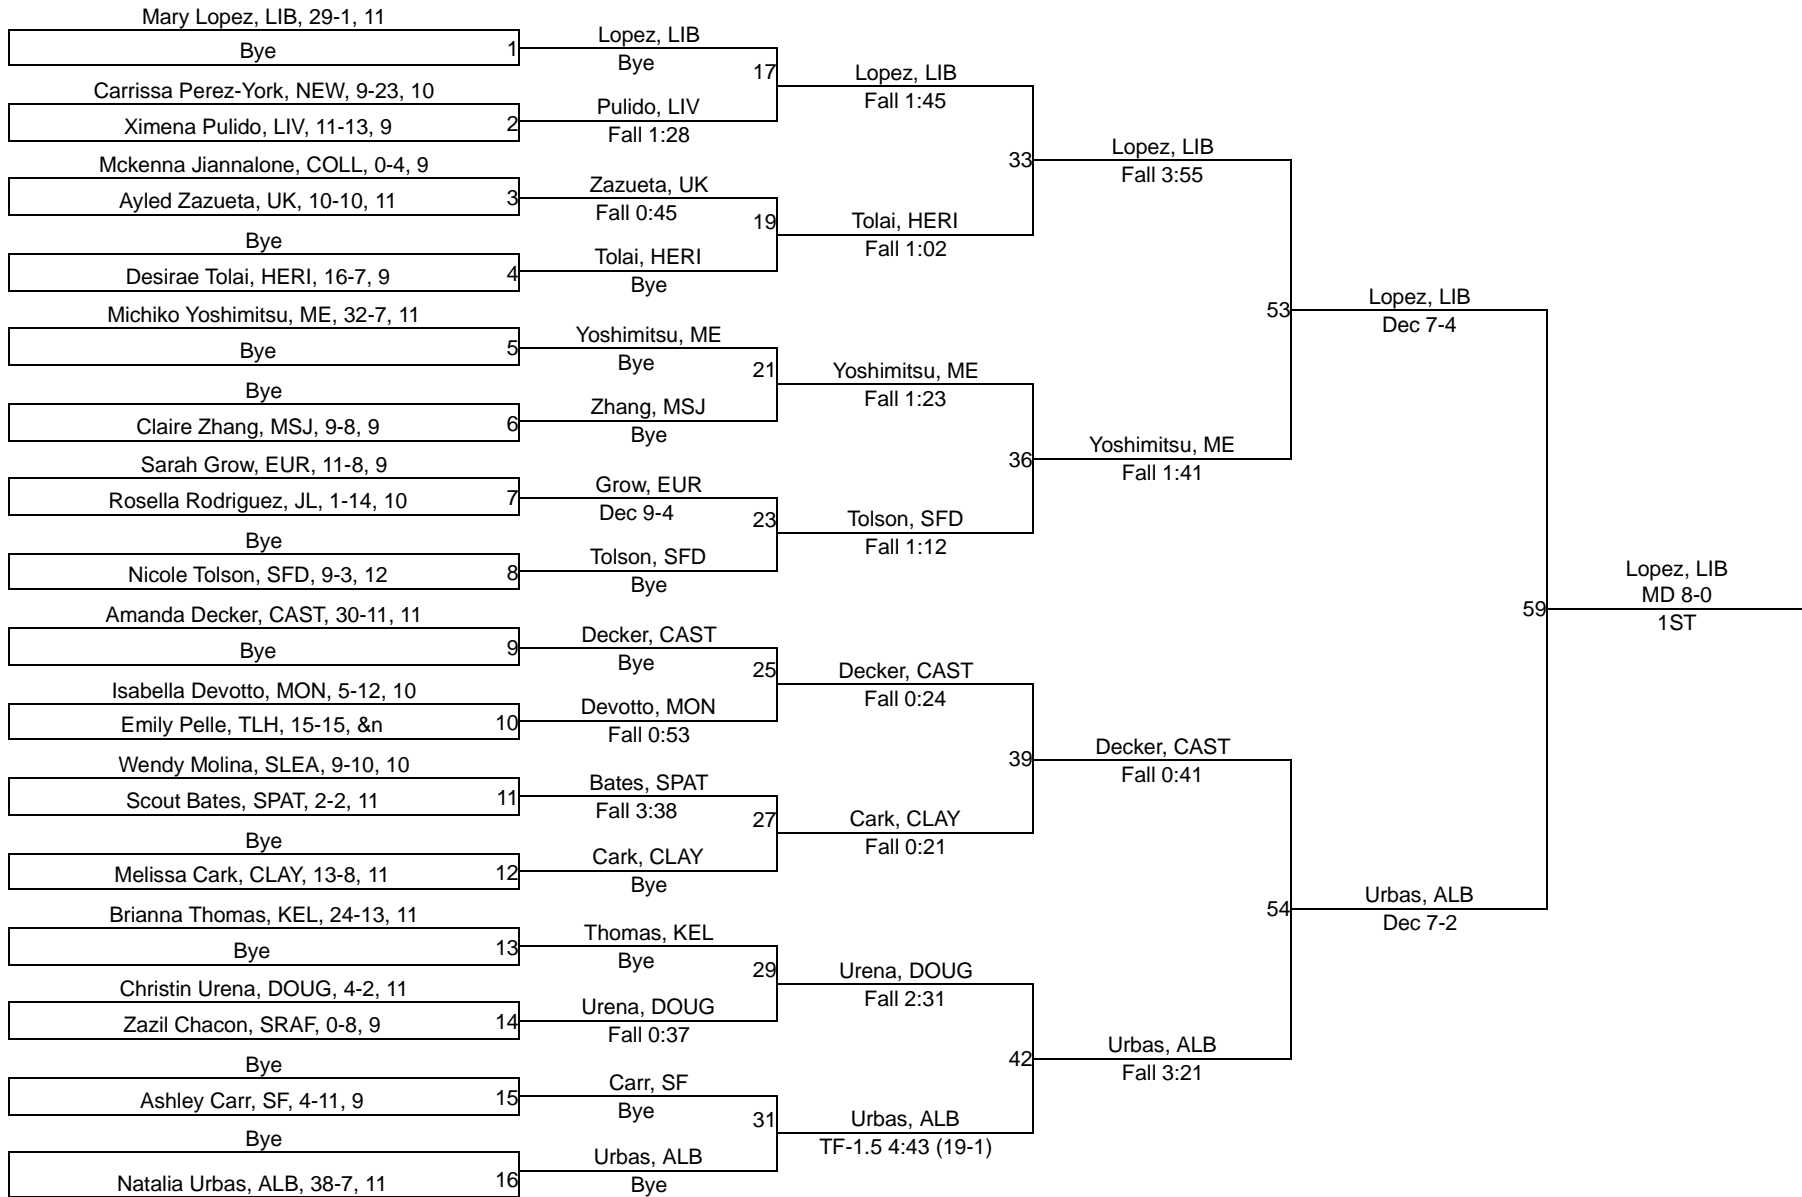 Mary Lopez, LIB, 29-1, 11
Bye
1
Carrissa Perez-York, NEW, 9-23, 10
Ximena Pulido, LIV, 11-13, 9
2
Mckenna Jiannalone, COLL, 0-4, 9
Ayled Zazueta, UK, 10-10, 11
3
Bye
Desirae Tolai, HERI, 16-7, 9
4
Michiko Yoshimitsu, ME, 32-7, 11
Bye
5
Bye
Claire Zhang, MSJ, 9-8, 9
6
Sarah Grow, EUR, 11-8, 9
Rosella Rodriguez, JL, 1-14, 10
7
Bye
Nicole Tolson, SFD, 9-3, 12
8
Amanda Decker, CAST, 30-11, 11
Bye
9
Isabella Devotto, MON, 5-12, 10
Emily Pelle, TLH, 15-15, &n
10
Wendy Molina, SLEA, 9-10, 10
Scout Bates, SPAT, 2-2, 11
11
Bye
Melissa Cark, CLAY, 13-8, 11
12
Brianna Thomas, KEL, 24-13, 11
Bye
13
Christin Urena, DOUG, 4-2, 11
Zazil Chacon, SRAF, 0-8, 9
14
Bye
Ashley Carr, SF, 4-11, 9
15
Bye
Natalia Urbas, ALB, 38-7, 11
16
Lopez, LIB
Bye
17
Pulido, LIV
Fall 1:28
Zazueta, UK
Fall 0:45
19
Tolai, HERI
Bye
Yoshimitsu, ME
Bye
21
Zhang, MSJ
Bye
Grow, EUR
Dec 9-4
23
Tolson, SFD
Bye
Decker, CAST
Bye
25
Devotto, MON
Fall 0:53
Bates, SPAT
Fall 3:38
27
Cark, CLAY
Bye
Thomas, KEL
Bye
29
Urena, DOUG
Fall 0:37
Carr, SF
Bye
31
Urbas, ALB
Bye
Lopez, LIB
Fall 1:45
33
Tolai, HERI
Fall 1:02
Yoshimitsu, ME
Fall 1:23
36
Tolson, SFD
Fall 1:12
Decker, CAST
Fall 0:24
39
Cark, CLAY
Fall 0:21
Urena, DOUG
Fall 2:31
42
Urbas, ALB
TF-1.5 4:43 (19-1)
Lopez, LIB
Fall 3:55
53
Yoshimitsu, ME
Fall 1:41
Decker, CAST
Fall 0:41
54
Urbas, ALB
Fall 3:21
Lopez, LIB
Dec 7-4
59
Urbas, ALB
Dec 7-2
Lopez, LIB
MD 8-0
1ST